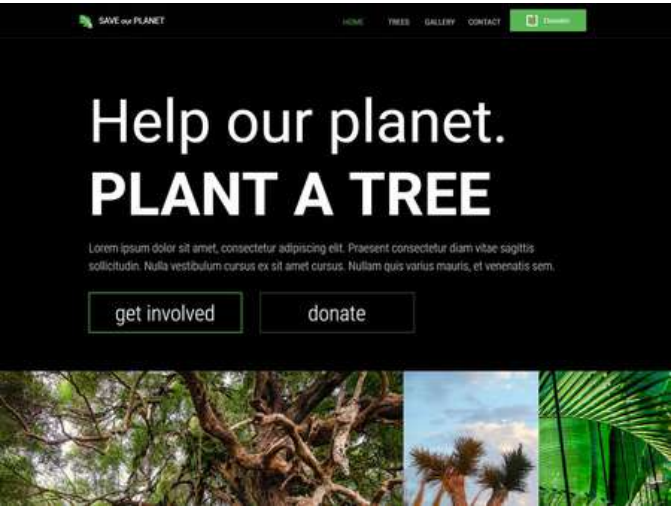 SAVE our PLANET
HOME TREES GALLERY CONTACT Donate
Help our planet.
PLANT A TREE
Lorem ipsum dolor sit amet, consectetur adipiscing elit. Praesent consectetur diam vitae sagittis
sollicitudin. Nulla vestibulum cursus ex sit amet cursus. Nullam quis varius mauris, et venenatis sem.
get involved donate